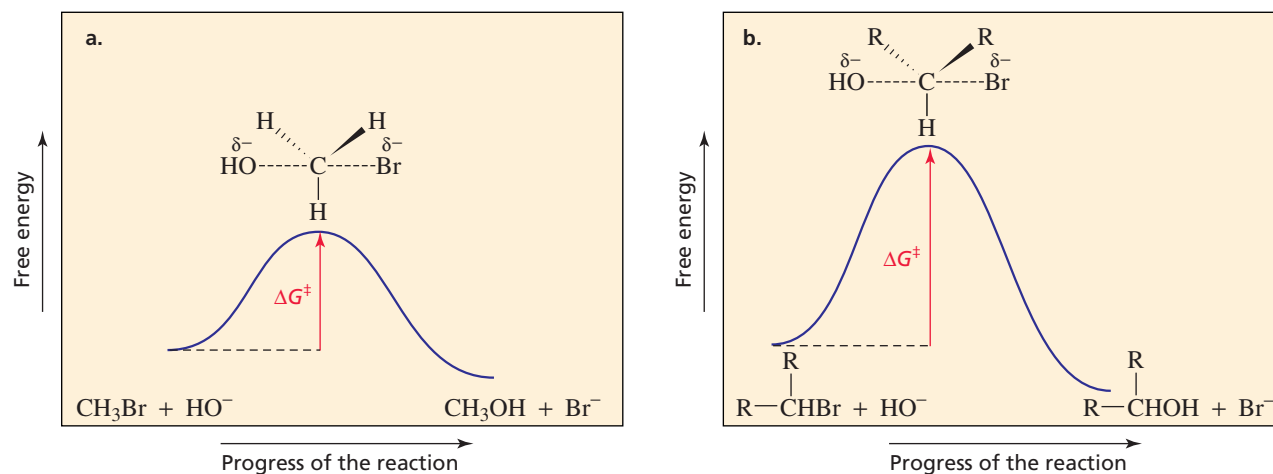 a.
H H
δ− δ−
HO------C------Br
H
Free energy
ΔG‡
CH₃Br + HO⁻ CH₃OH + Br⁻
Progress of the reaction
b.
R R
δ− δ−
HO------C------Br
H
Free energy
ΔG‡
R R
R—CHBr + HO⁻ R—CHOH + Br⁻
Progress of the reaction